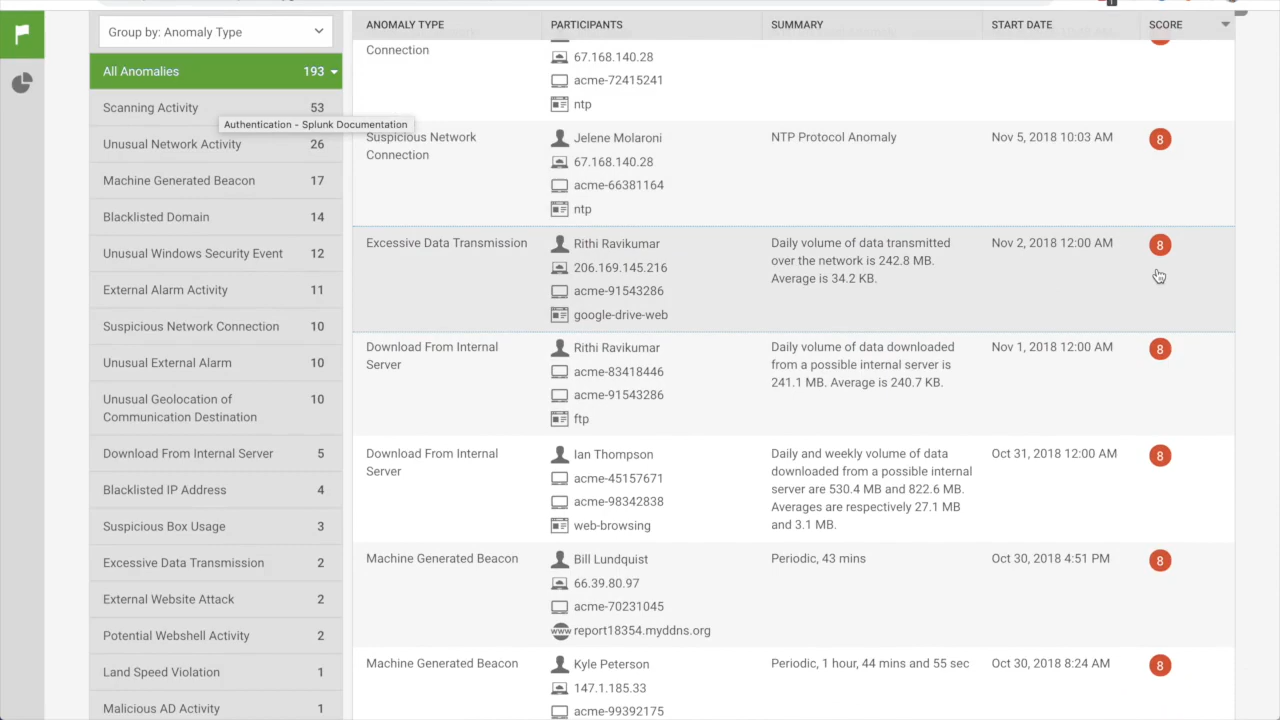 Group by: Anomaly Type
All Anomalies 193
Scanning Activity 53
Authentication - Splunk Documentation
Unusual Network Activity 26
Machine Generated Beacon 17
Blacklisted Domain 14
Unusual Windows Security Event 12
External Alarm Activity 11
Suspicious Network Connection 10
Unusual External Alarm 10
Unusual Geolocation of 10
Communication Destination
Download From Internal Server 5
Blacklisted IP Address 4
Suspicious Box Usage 3
Excessive Data Transmission 2
External Website Attack 2
Potential Webshell Activity 2
Land Speed Violation 1
Malicious AD Activity 1
ANOMALY TYPE PARTICIPANTS SUMMARY START DATE SCORE
Connection
67.168.140.28
acme-72415241
ntp
Suspicious Network Jelene Molaroni NTP Protocol Anomaly Nov 5, 2018 10:03 AM 8
Connection
67.168.140.28
acme-66381164
ntp
Excessive Data Transmission Rithi Ravikumar Daily volume of data transmitted Nov 2, 2018 12:00 AM 8
206.169.145.216 over the network is 242.8 MB.
acme-91543286 Average is 34.2 KB.
google-drive-web
Download From Internal Rithi Ravikumar Daily volume of data downloaded Nov 1, 2018 12:00 AM 8
Server acme-83418446 from a possible internal server is
acme-91543286 241.1 MB. Average is 240.7 KB.
ftp
Download From Internal Ian Thompson Daily and weekly volume of data Oct 31, 2018 12:00 AM 8
Server acme-45157671 downloaded from a possible internal
acme-98342838 server are 530.4 MB and 822.6 MB.
web-browsing Averages are respectively 27.1 MB
and 3.1 MB.
Machine Generated Beacon Bill Lundquist Periodic, 43 mins Oct 30, 2018 4:51 PM 8
66.39.80.97
acme-70231045
www report18354.myddns.org
Machine Generated Beacon Kyle Peterson Periodic, 1 hour, 44 mins and 55 sec Oct 30, 2018 8:24 AM 8
147.1.185.33
acme-99392175